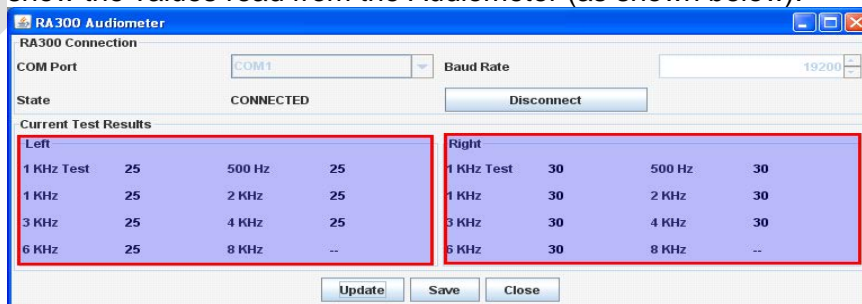 show the values read from the Audiometer (as shown below).
RA300 Audiometer
RA300 Connection
COM Port COM1 Baud Rate 19200
State CONNECTED Disconnect
Current Test Results
Left Right
1 KHz Test 25 500 Hz 25 1 KHz Test 30 500 Hz 30
1 KHz 25 2 KHz 25 1 KHz 30 2 KHz 30
3 KHz 25 4 KHz 25 3 KHz 30 4 KHz 30
6 KHz 25 8 KHz -- 6 KHz 30 8 KHz --
Update Save Close